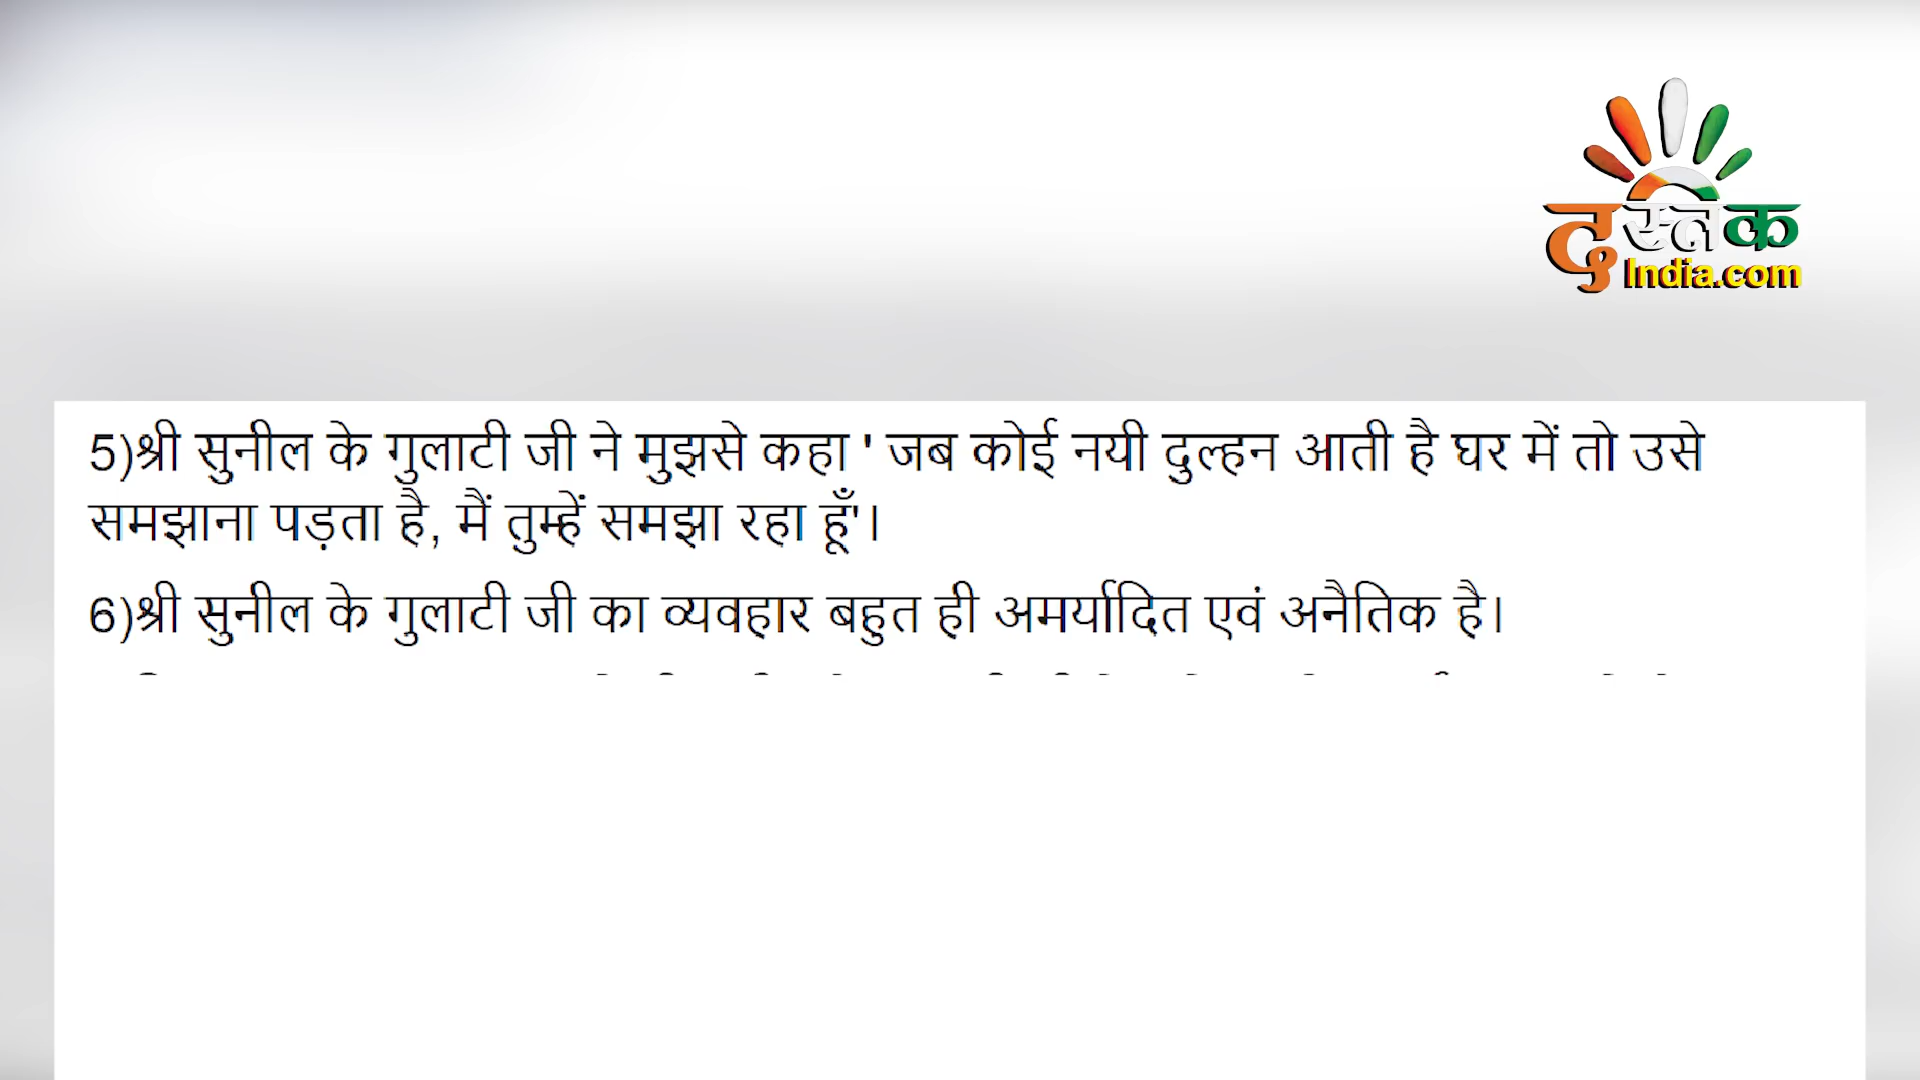 दस्तक
India.com
5)श्री सुनील के गुलाटी जी ने मुझसे कहा ' जब कोई नयी दुल्हन आती है घर में तो उसे
समझाना पड़ता है, मैं तुम्हें समझा रहा हूँ'।
6)श्री सुनील के गुलाटी जी का व्यवहार बहुत ही अमर्यादित एवं अनैतिक है।